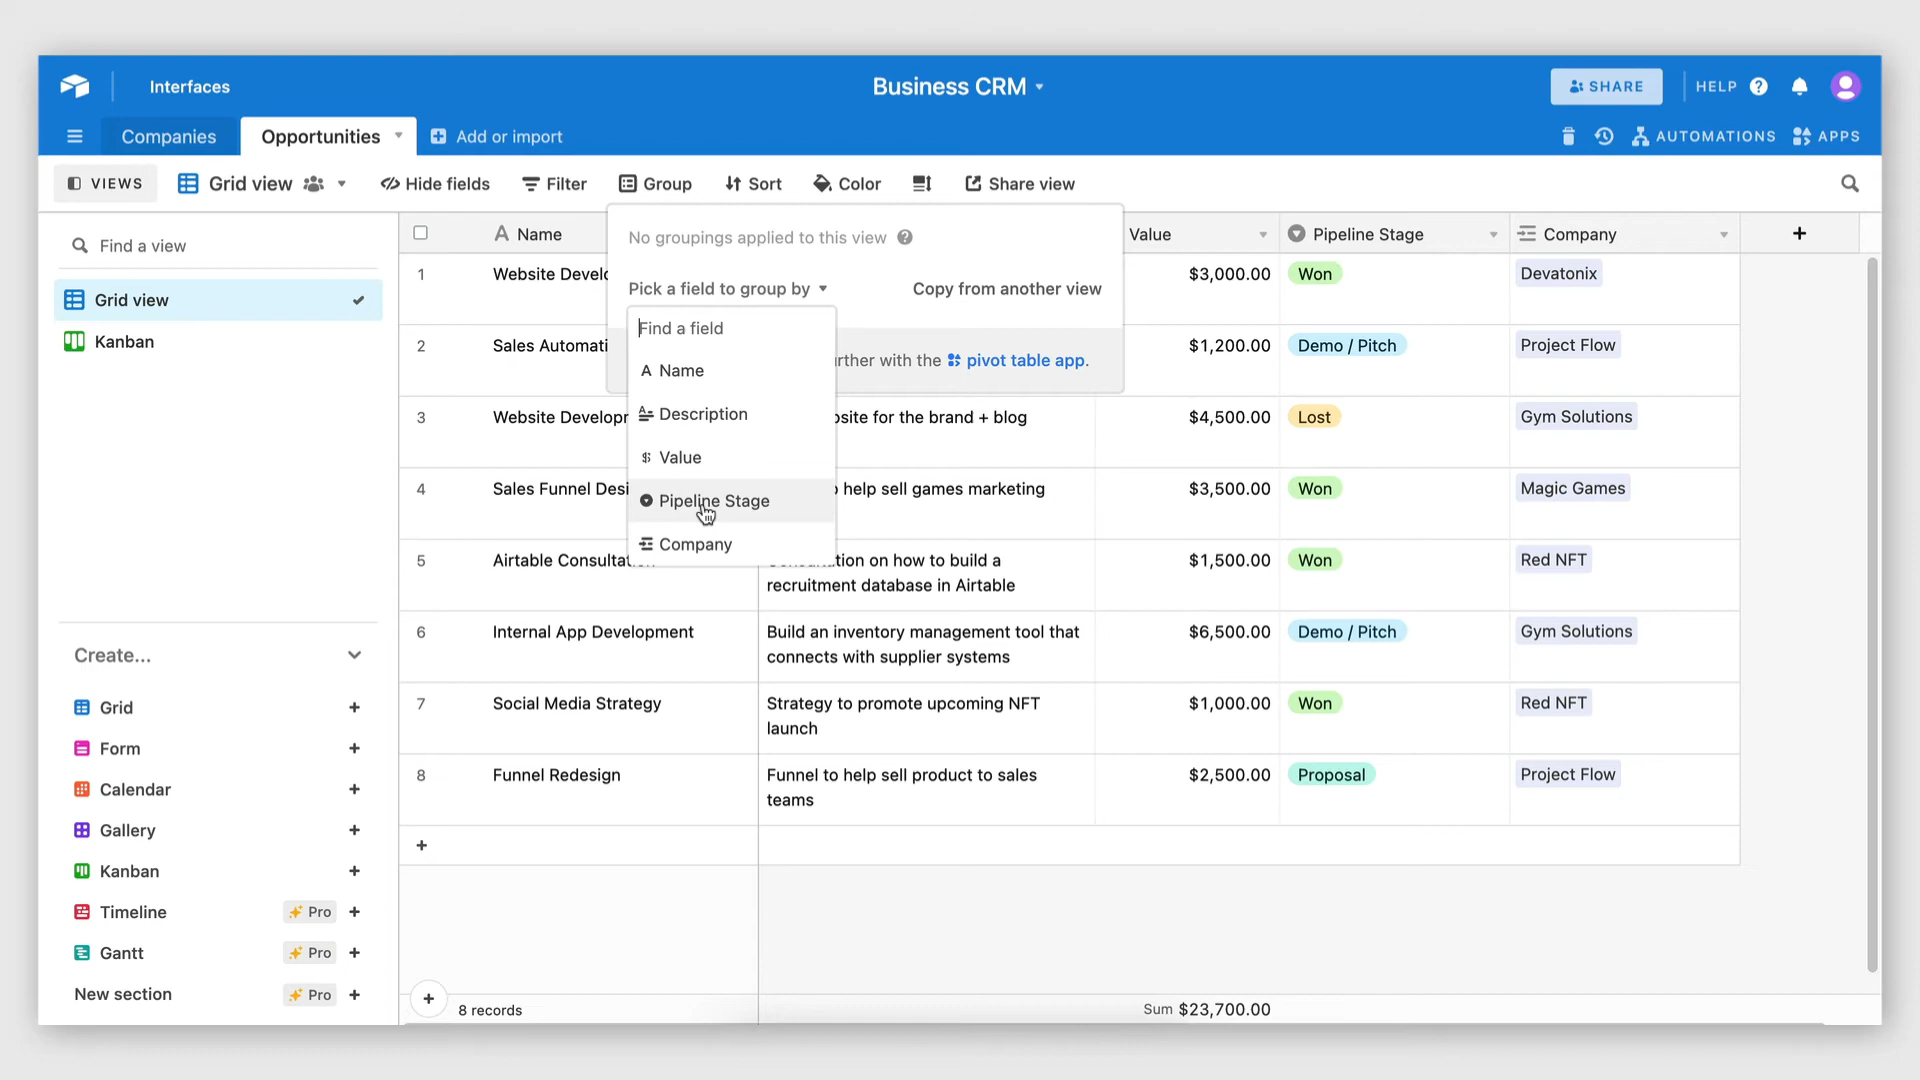 Interfaces
Business CRM
SHARE
HELP
Companies
Opportunities
Add or import
AUTOMATIONS
APPS
VIEWS
Grid view
Hide fields
Filter
Group
Sort
Color
Share view
Find a view
Grid view
Kanban
Create...
Grid
Form
Calendar
Gallery
Kanban
Timeline Pro
Gantt Pro
New section Pro
No groupings applied to this view
Pick a field to group by
Copy from another view
with the pivot table app.
Find a field
Name
Description
Value
Pipeline Stage
Company
Name Value Pipeline Stage Company
1 Website $3,000.00 Won Devatonix
2 Sales $1,200.00 Demo / Pitch Project Flow
3 Website for the brand + blog $4,500.00 Lost Gym Solutions
4 Sales Funnel help sell games marketing $3,500.00 Won Magic Games
5 Airtable on how to build a $1,500.00 Won Red NFT
recruitment database in Airtable
6 Internal App Development Build an inventory management tool that $6,500.00 Demo / Pitch Gym Solutions
connects with supplier systems
7 Social Media Strategy Strategy to promote upcoming NFT $1,000.00 Won Red NFT
launch
8 Funnel Redesign Funnel to help sell product to sales $2,500.00 Proposal Project Flow
teams
8 records
Sum $23,700.00